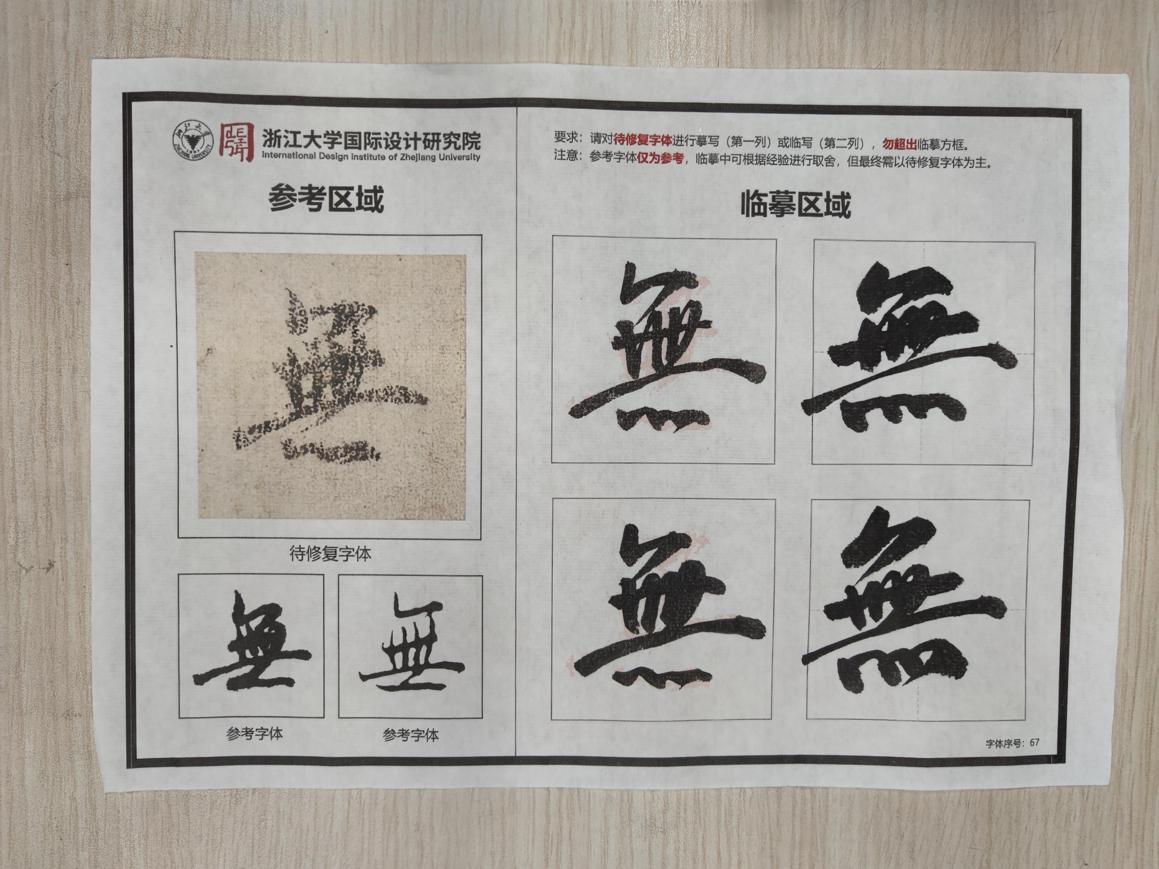 浙江大学国际设计研究院
International Design Institute of Zhejiang University
要求：请对待修复字体进行摹写（第一列）或临写（第二列），勿超出临摹方框。
注意：参考字体仅为参考，临摹中可根据经验进行取舍，但最终需以待修复字体为主。
参考区域
無
待修复字体
無 無
参考字体 参考字体
临摹区域
無 無
無 無
字体序号：67